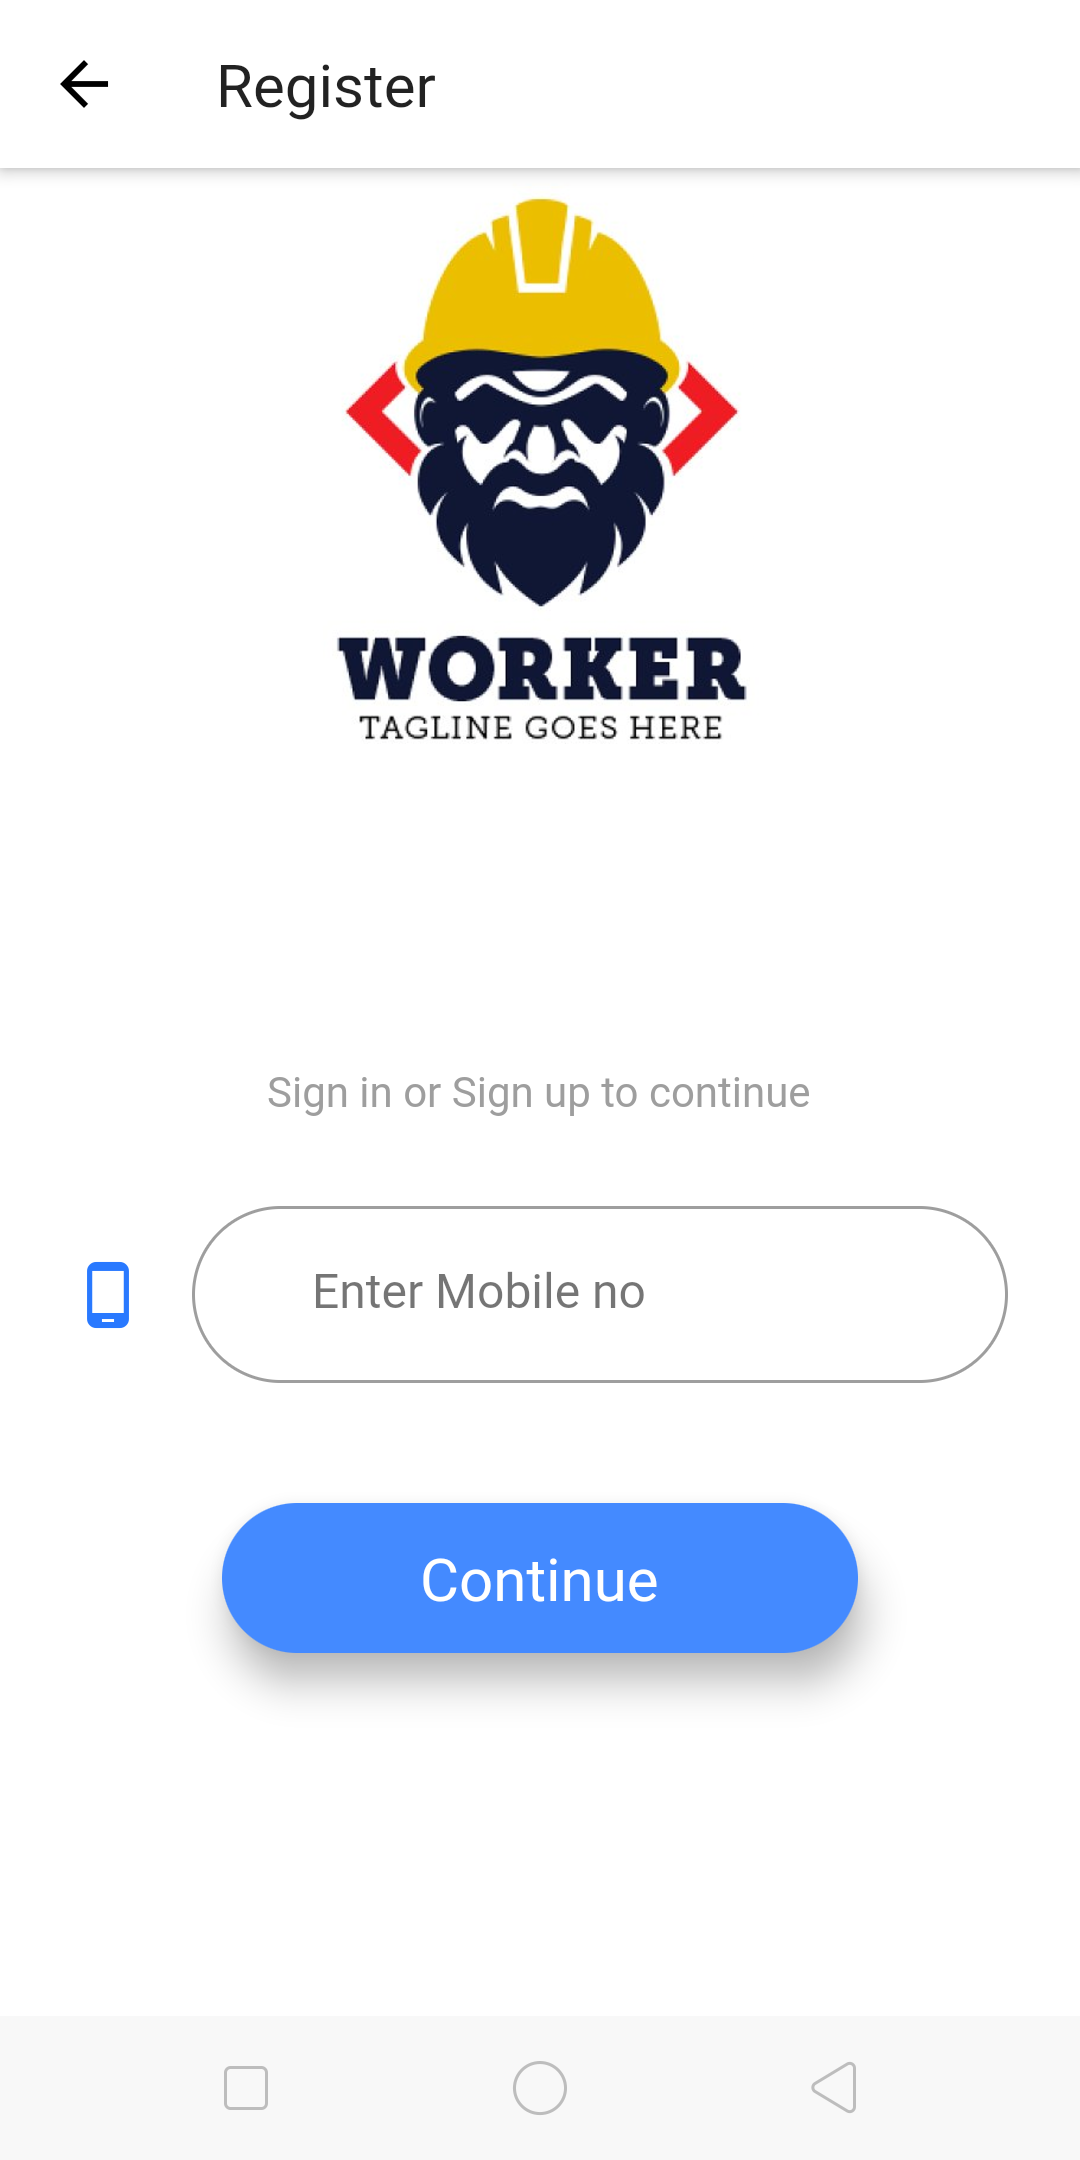 Register
WORKER
TAGLINE GOES HERE
Sign in or Sign up to continue
Enter Mobile no
Continue